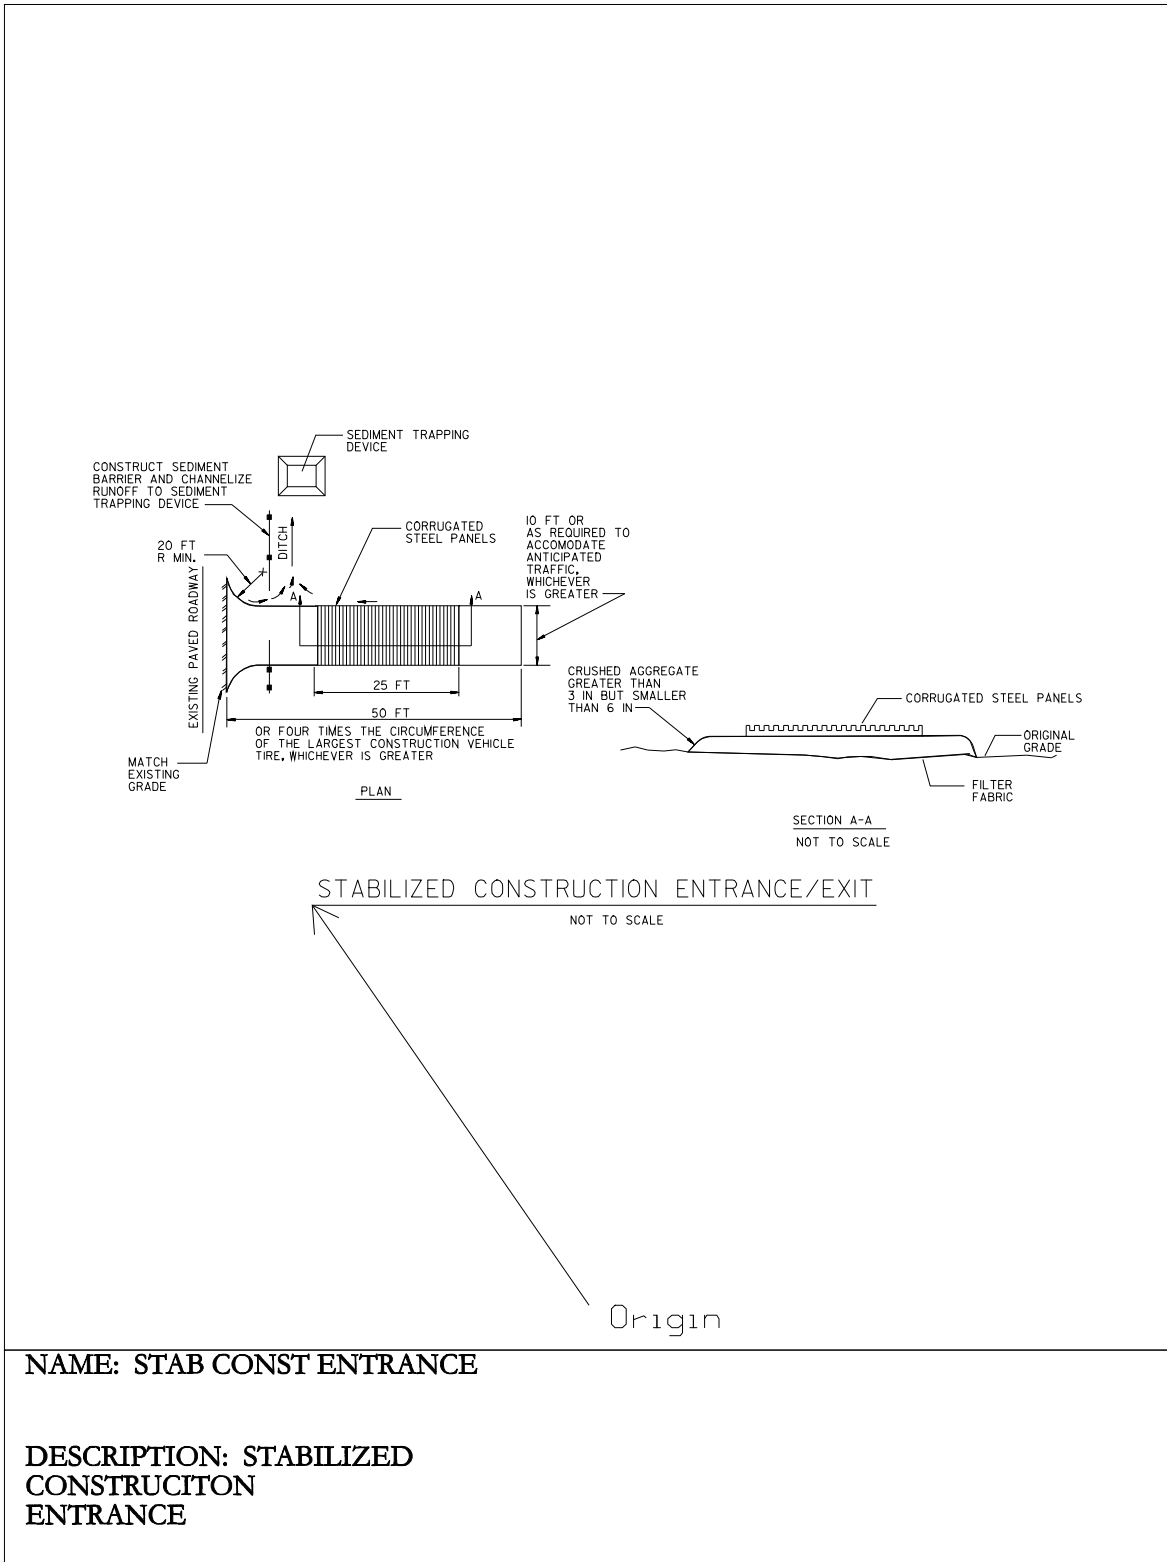 SEDIMENT TRAPPING
DEVICE
CONSTRUCT SEDIMENT
BARRIER AND CHANNELIZE
RUNOFF TO SEDIMENT
TRAPPING DEVICE
20 FT
R MIN.
DITCH
CORRUGATED
STEEL PANELS
10 FT OR
AS REQUIRED TO
ACCOMODATE
ANTICIPATED
TRAFFIC,
WHICHEVER
IS GREATER
A
A
EXISTING PAVED ROADWAY
25 FT
50 FT
OR FOUR TIMES THE CIRCUMFERENCE
OF THE LARGEST CONSTRUCTION VEHICLE
TIRE, WHICHEVER IS GREATER
MATCH
EXISTING
GRADE
PLAN
CRUSHED AGGREGATE
GREATER THAN
3 IN BUT SMALLER
THAN 6 IN
CORRUGATED STEEL PANELS
ORIGINAL
GRADE
FILTER
FABRIC
SECTION A-A
NOT TO SCALE
STABILIZED CONSTRUCTION ENTRANCE/EXIT
NOT TO SCALE
Origin
NAME: STAB CONST ENTRANCE
DESCRIPTION: STABILIZED
CONSTRUCITON
ENTRANCE